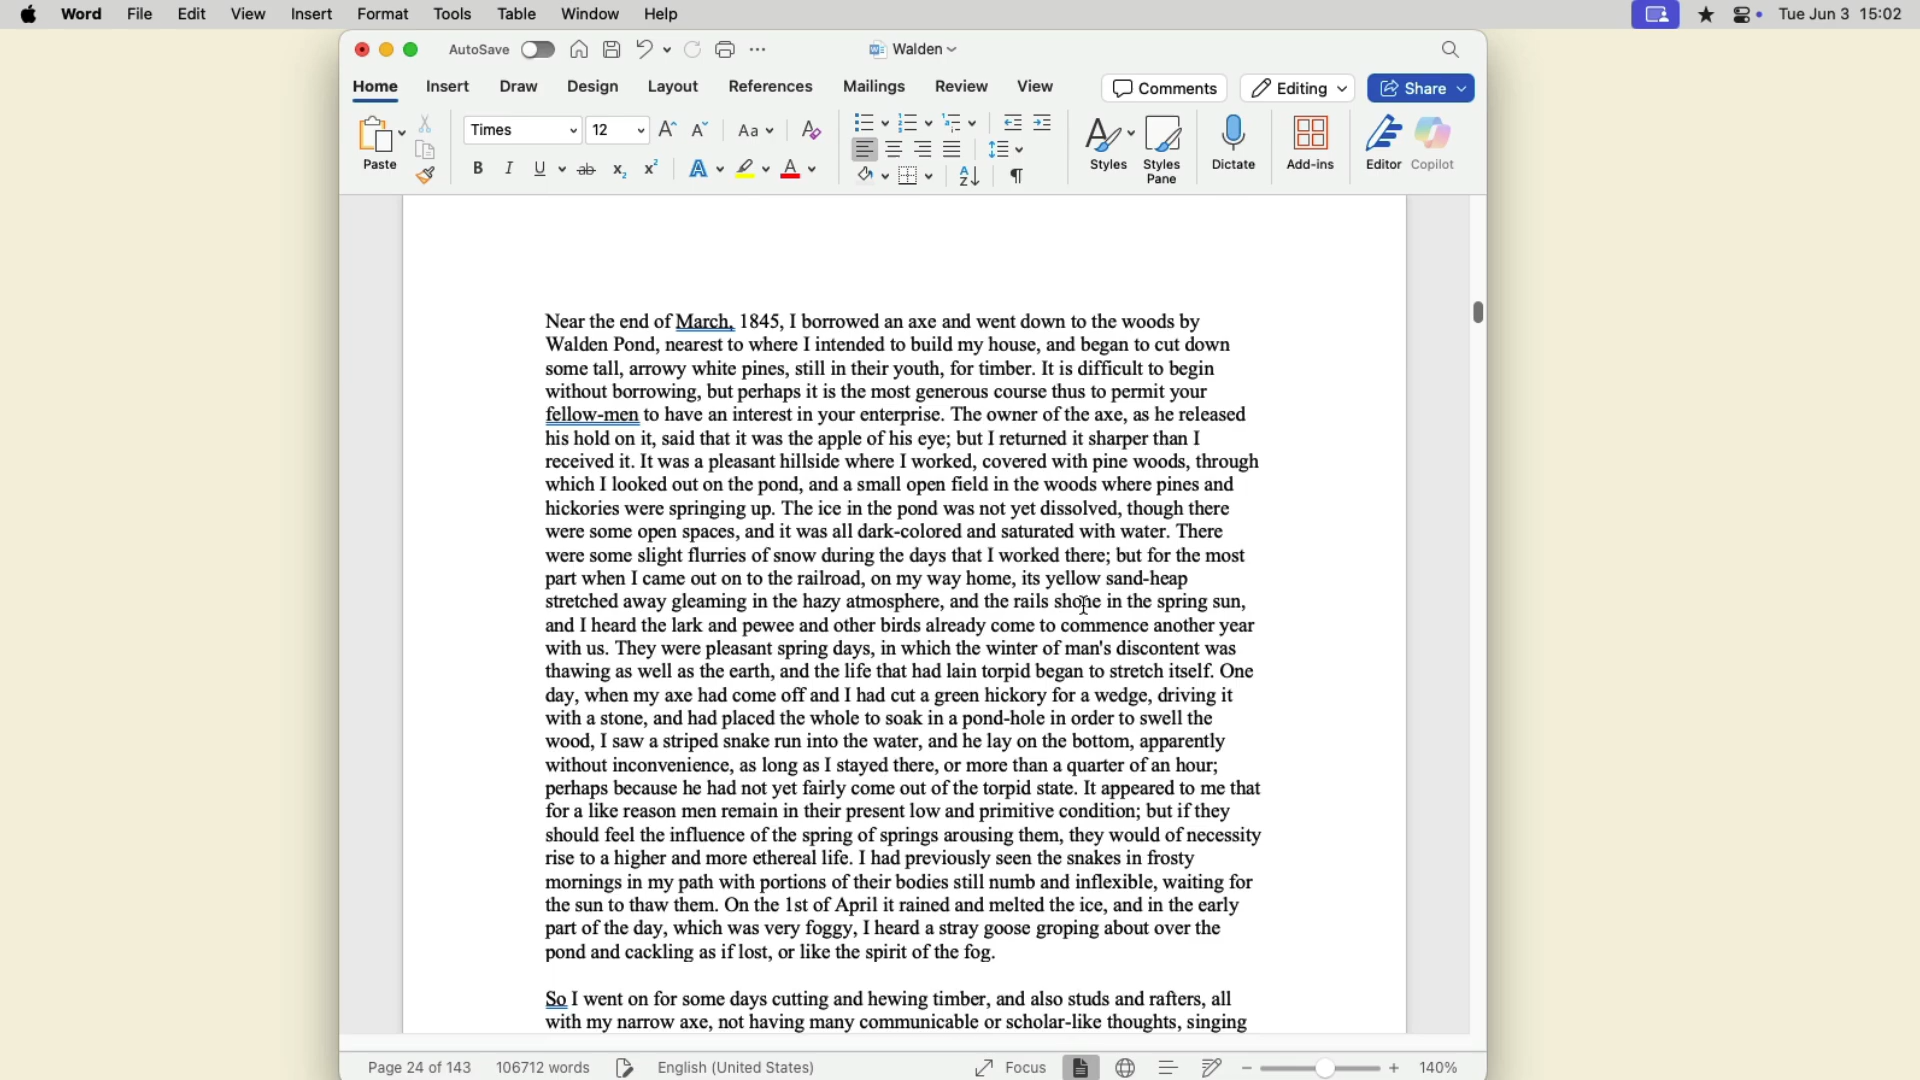 Word File Edit View Insert Format Tools Table Window Help Tue Jun 3 15:02
AutoSave Walden
Home Insert Draw Design Layout References Mailings Review View Comments Editing Share
Paste Times 12 Aa Styles Styles Pane Dictate Add-ins Editor Copilot
B I U ab x₂ x² A A A Z
Near the end of March, 1845, I borrowed an axe and went down to the woods by
Walden Pond, nearest to where I intended to build my house, and began to cut down
some tall, arrowy white pines, still in their youth, for timber. It is difficult to begin
without borrowing, but perhaps it is the most generous course thus to permit your
fellow-men to have an interest in your enterprise. The owner of the axe, as he released
his hold on it, said that it was the apple of his eye; but I returned it sharper than I
received it. It was a pleasant hillside where I worked, covered with pine woods, through
which I looked out on the pond, and a small open field in the woods where pines and
hickories were springing up. The ice in the pond was not yet dissolved, though there
were some open spaces, and it was all dark-colored and saturated with water. There
were some slight flurries of snow during the days that I worked there; but for the most
part when I came out on to the railroad, on my way home, its yellow sand-heap
stretched away gleaming in the hazy atmosphere, and the rails shone in the spring sun,
and I heard the lark and pewee and other birds already come to commence another year
with us. They were pleasant spring days, in which the winter of man's discontent was
thawing as well as the earth, and the life that had lain torpid began to stretch itself. One
day, when my axe had come off and I had cut a green hickory for a wedge, driving it
with a stone, and had placed the whole to soak in a pond-hole in order to swell the
wood, I saw a striped snake run into the water, and he lay on the bottom, apparently
without inconvenience, as long as I stayed there, or more than a quarter of an hour;
perhaps because he had not yet fairly come out of the torpid state. It appeared to me that
for a like reason men remain in their present low and primitive condition; but if they
should feel the influence of the spring of springs arousing them, they would of necessity
rise to a higher and more ethereal life. I had previously seen the snakes in frosty
mornings in my path with portions of their bodies still numb and inflexible, waiting for
the sun to thaw them. On the 1st of April it rained and melted the ice, and in the early
part of the day, which was very foggy, I heard a stray goose groping about over the
pond and cackling as if lost, or like the spirit of the fog.
So I went on for some days cutting and hewing timber, and also studs and rafters, all
with my narrow axe, not having many communicable or scholar-like thoughts, singing
Page 24 of 143 106712 words English (United States) Focus 140%